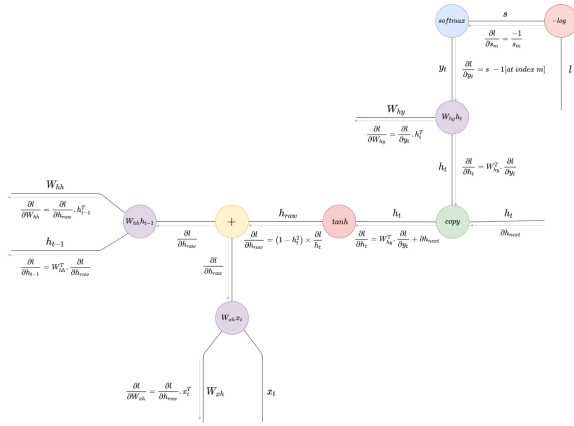 softmax
s
-log
∂l/∂s_m = -1/s_m
y_t
∂l/∂y_t = s - 1[at index m]
l
W_hy
W_hy h_t
∂l/∂W_hy = ∂l/∂y_t . h_t^T
h_t
∂l/∂h_t = W_hy^T . ∂l/∂y_t
W_hh
∂l/∂W_hh = ∂l/∂h_raw . h_{t-1}^T
W_hh h_{t-1}
+
h_raw
tanh
h_t
copy
h_t
h_{t-1}
∂l/∂h_raw
∂l/∂h_raw = (1 - h_t^2) × ∂l/h_t
∂l/∂h_t = W_hy^T . ∂l/∂y_t + ∂h_next
∂h_next
∂l/∂h_{t-1} = W_hh^T . ∂l/∂h_raw
∂l/∂h_raw
W_xh x_t
∂l/∂W_xh = ∂l/∂h_raw . x_t^T
W_xh
x_t